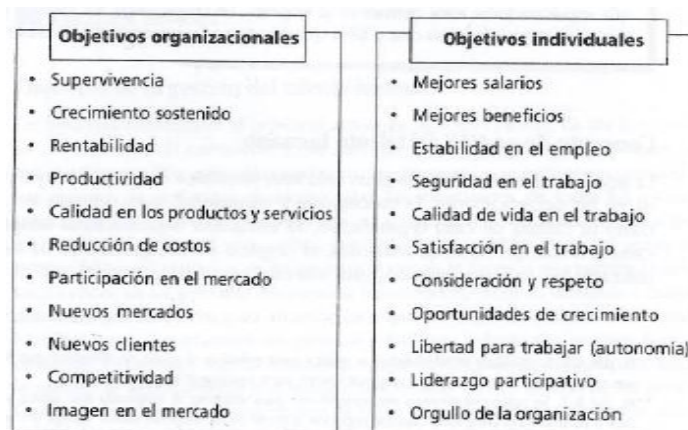 Objetivos organizacionales
• Supervivencia
• Crecimiento sostenido
• Rentabilidad
• Productividad
• Calidad en los productos y servicios
• Reducción de costos
• Participación en el mercado
• Nuevos mercados
• Nuevos clientes
• Competitividad
• Imagen en el mercado
Objetivos individuales
• Mejores salarios
• Mejores beneficios
• Estabilidad en el empleo
Seguridad en el trabajo
• Calidad de vida en el trabajo
• Satisfacción en el trabajo
• Consideración y respeto
• Oportunidades de crecimiento
• Libertad para trabajar (autonomía)
Liderazgo participativo
• Orgullo de la organización